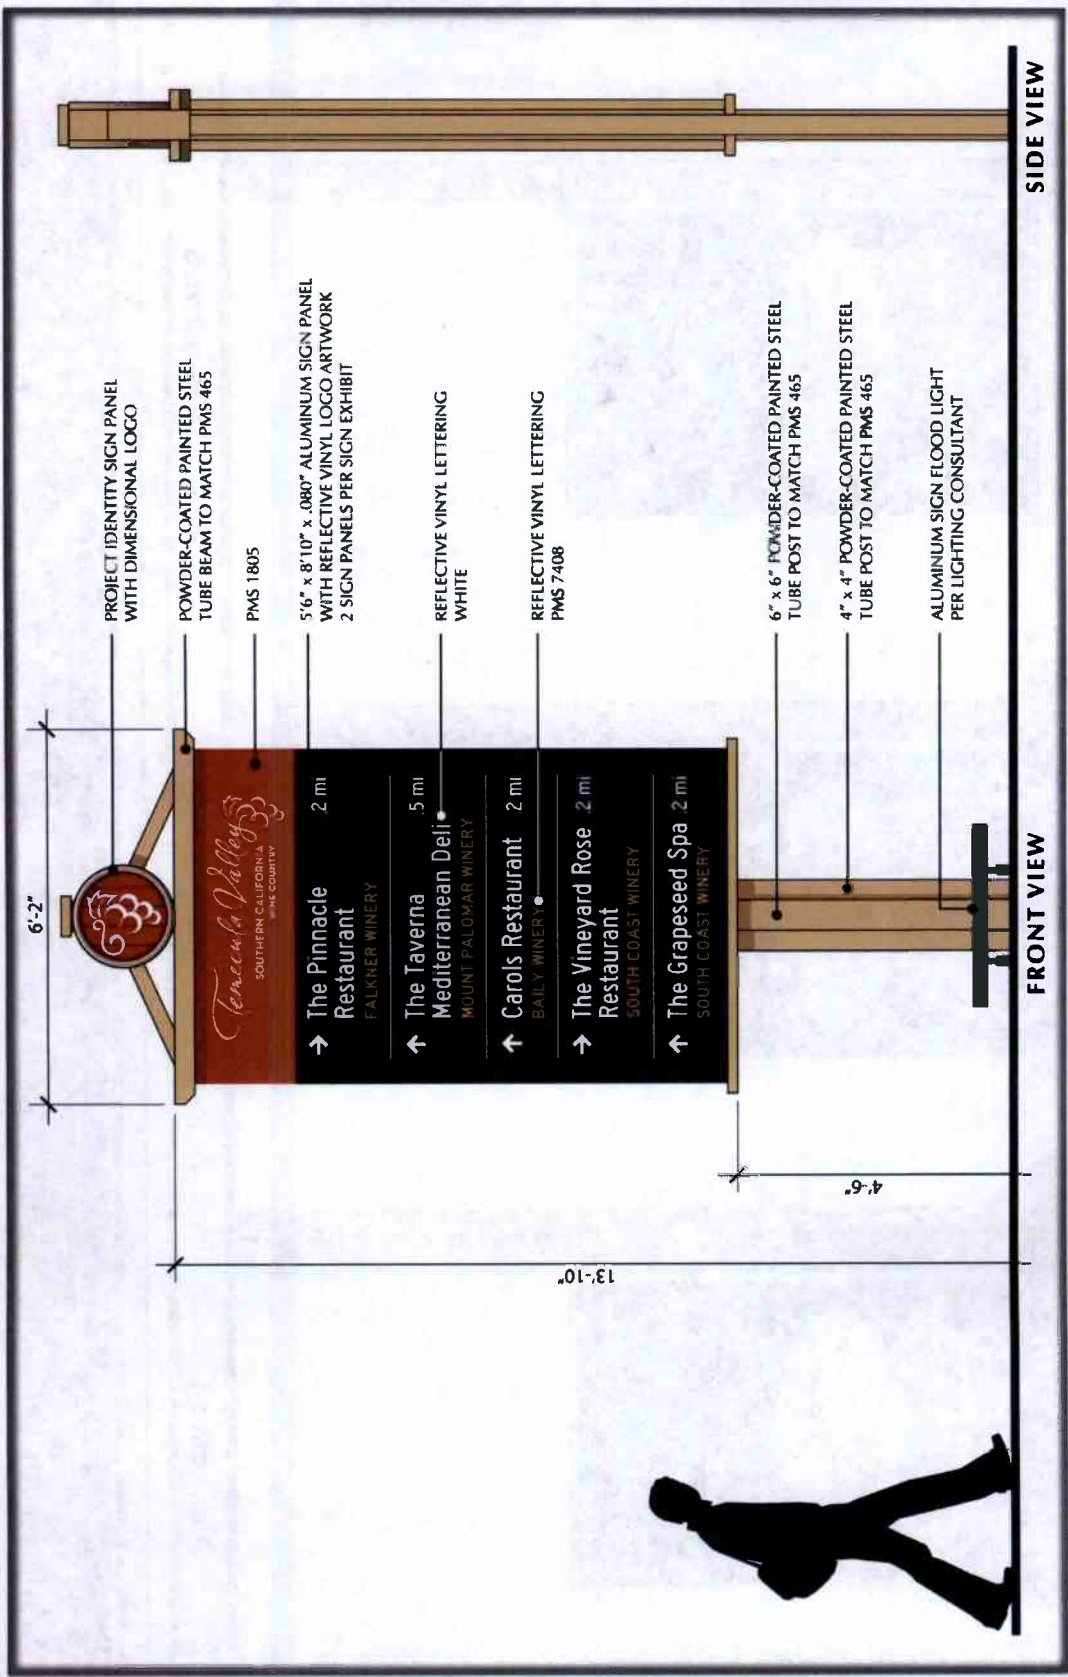 6'-2"
13'-10"
4'-6"
Temecula Valley
SOUTHERN CALIFORNIA
WINE COUNTRY
→ The Pinnacle .2 mi
Restaurant
FALKNER WINERY
↑ The Taverna .5 mi
Mediterranean Deli
MOUNT PALOMAR WINERY
↑ Carols Restaurant 2 mi
BAILY WINERY
→ The Vineyard Rose .2 mi
Restaurant
SOUTH COAST WINERY
↑ The Grapeseed Spa .2 mi
SOUTH COAST WINERY
PROJECT IDENTITY SIGN PANEL
WITH DIMENSIONAL LOGO
POWDER-COATED PAINTED STEEL
TUBE BEAM TO MATCH PMS 465
PMS 1805
5'6" x 8'10" x .080" ALUMINUM SIGN PANEL
WITH REFLECTIVE VINYL LOGO ARTWORK
2 SIGN PANELS PER SIGN EXHIBIT
REFLECTIVE VINYL LETTERING
WHITE
REFLECTIVE VINYL LETTERING
PMS 7408
6" x 6" POWDER-COATED PAINTED STEEL
TUBE POST TO MATCH PMS 465
4" x 4" POWDER-COATED PAINTED STEEL
TUBE POST TO MATCH PMS 465
ALUMINUM SIGN FLOOD LIGHT
PER LIGHTING CONSULTANT
FRONT VIEW
SIDE VIEW